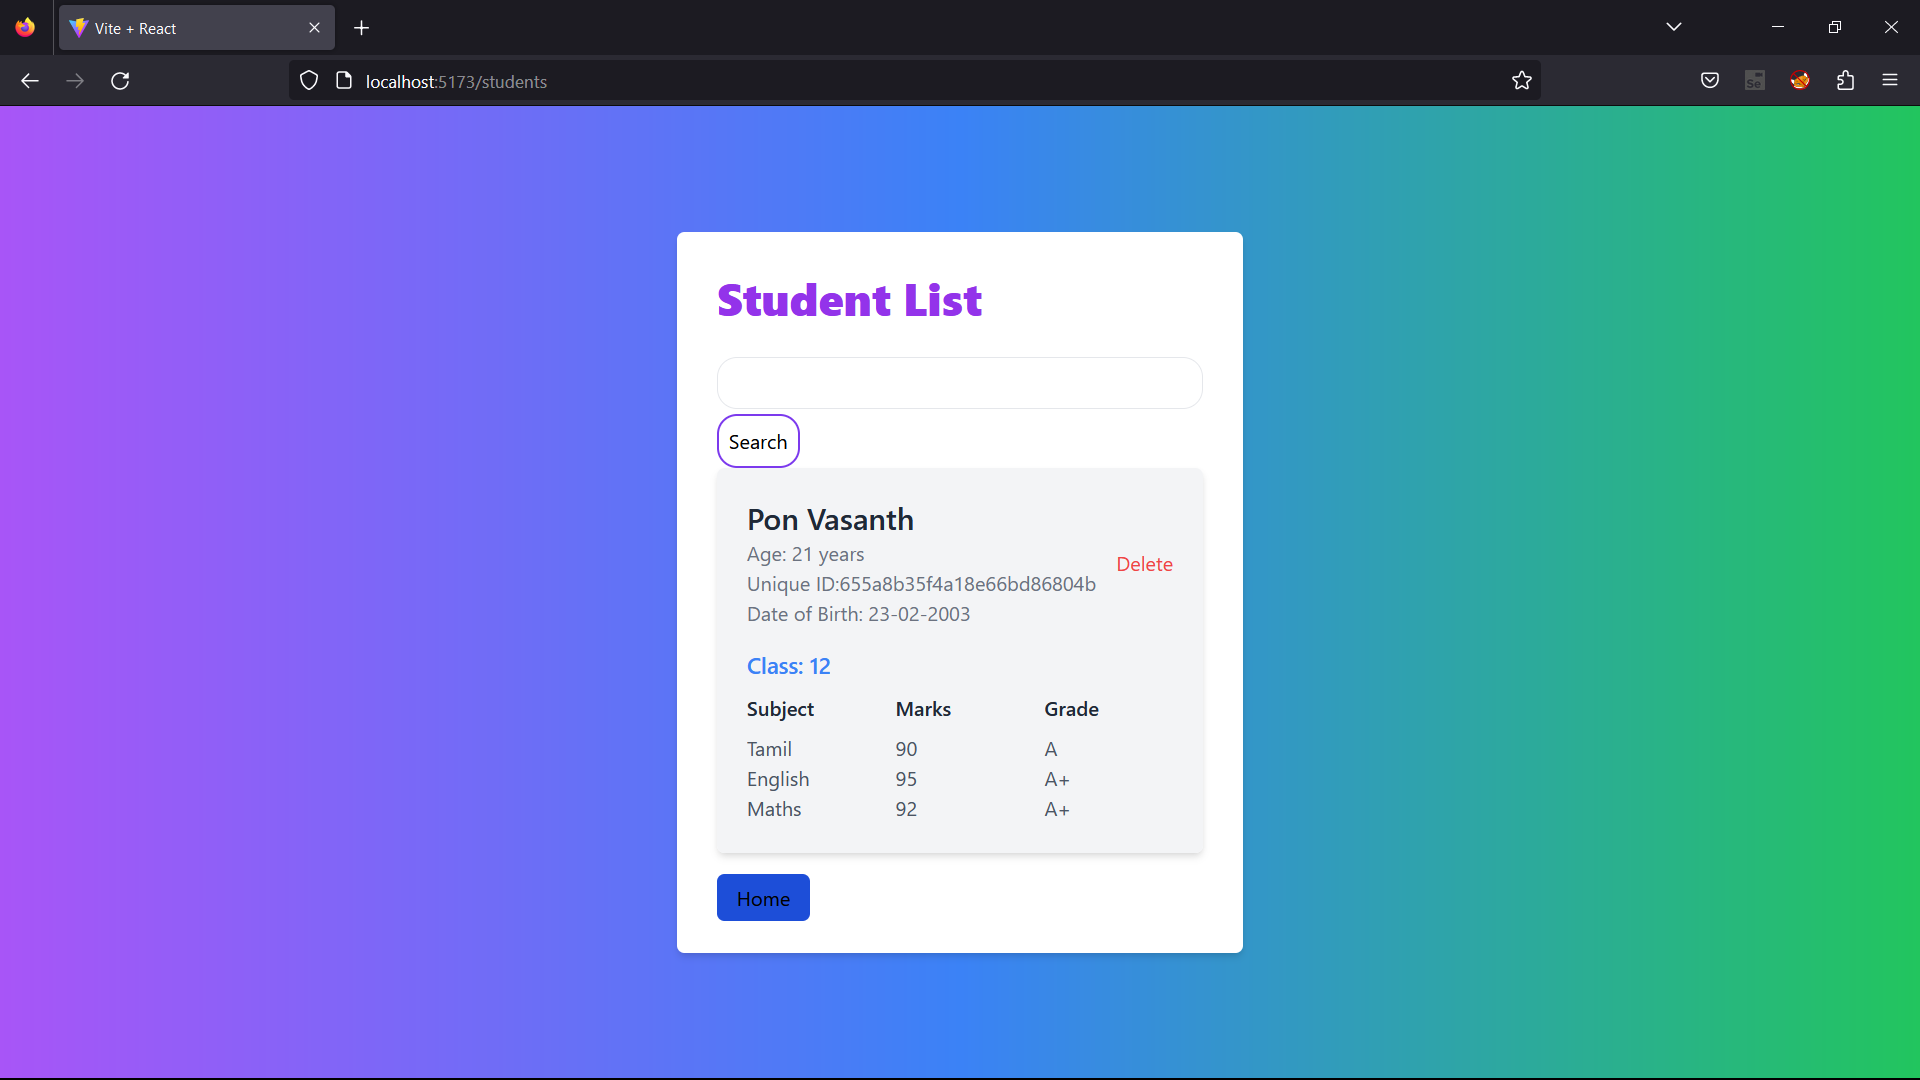 Vite + React
localhost:5173/students
Se
Student List
Search
Pon Vasanth
Age: 21 years
Delete
Unique ID:655a8b35f4a18e66bd86804b
Date of Birth: 23-02-2003
Class: 12
Subject Marks Grade
Tamil 90 A
English 95 A+
Maths 92 A+
Home